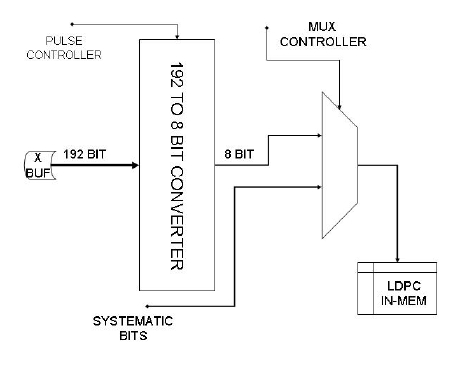 PULSE
CONTROLLER
MUX
CONTROLLER
192 TO 8 BIT CONVERTER
X
BUF
192 BIT
8 BIT
LDPC
IN-MEM
SYSTEMATIC
BITS